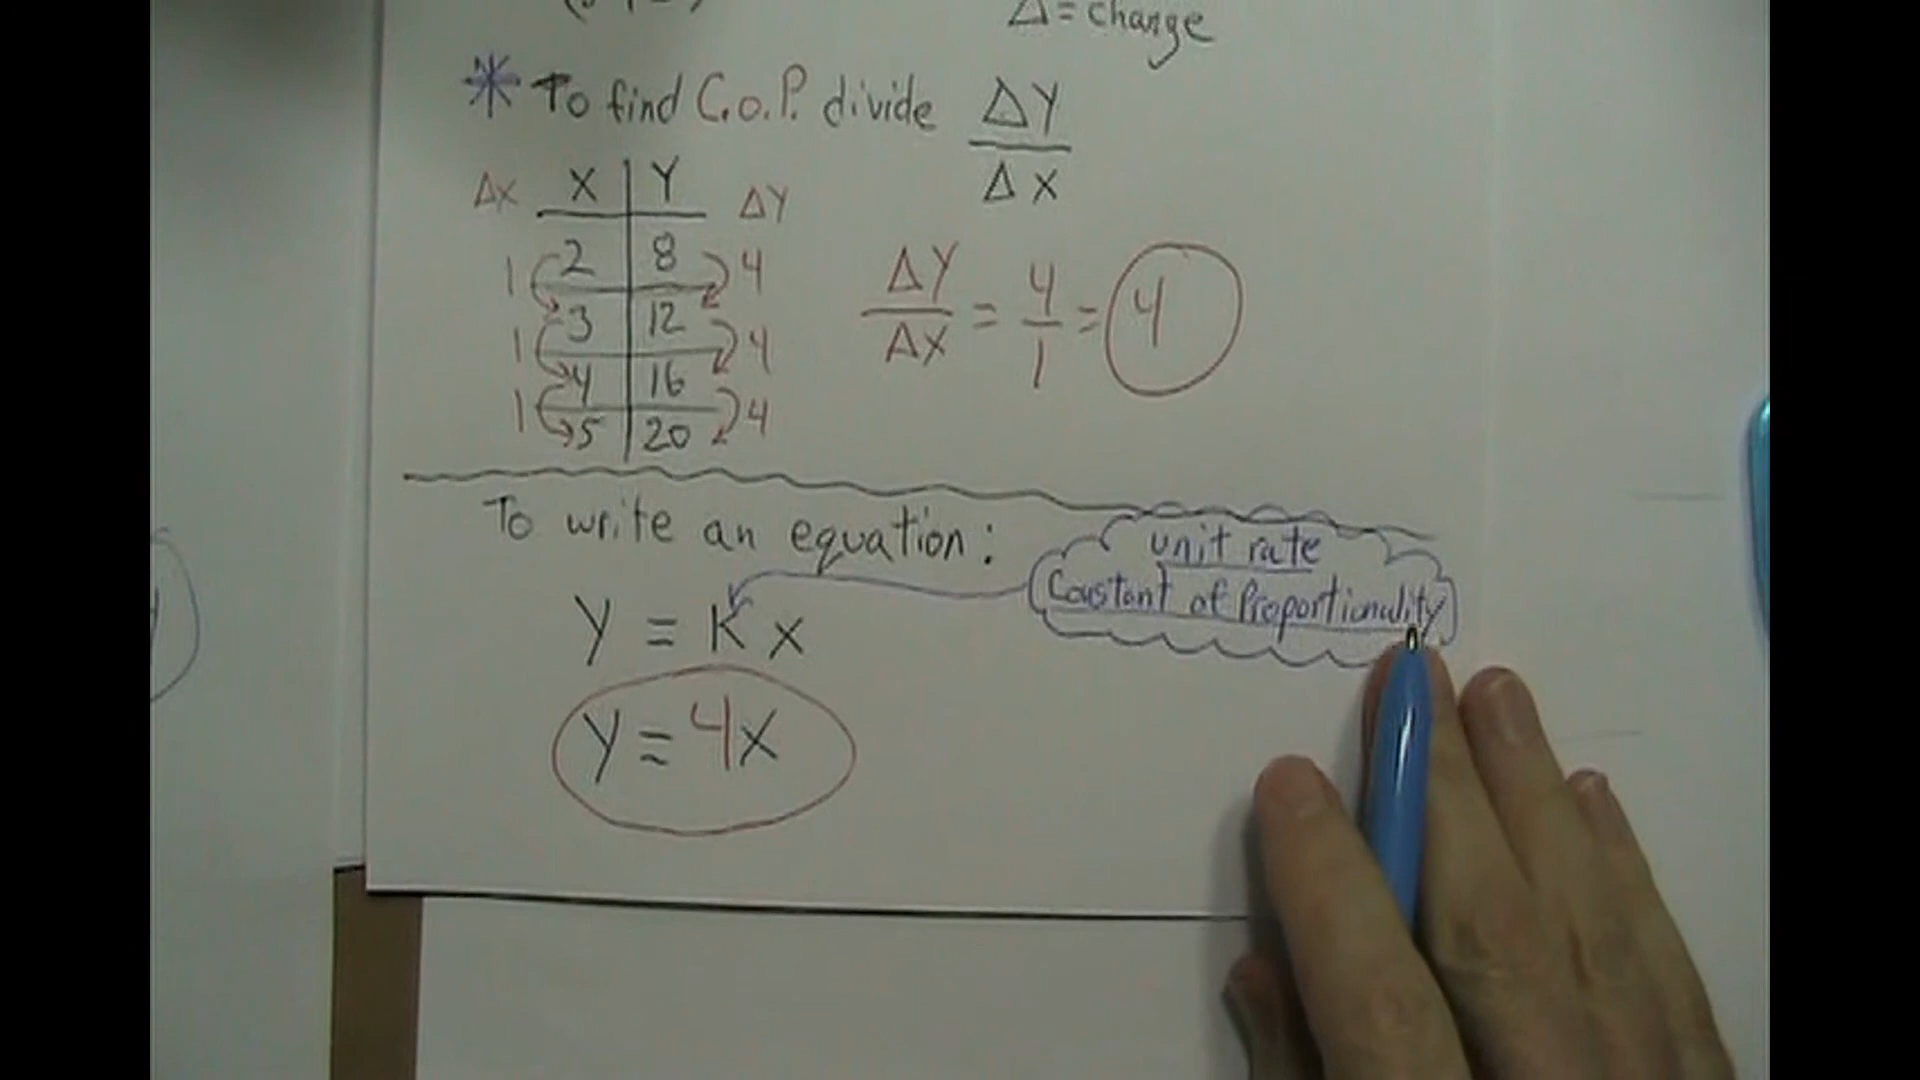 Δ = change
* To find C.o.P. divide ΔY / ΔX
ΔX X Y ΔY
2 8
1 4
3 12
1 4
4 16
1 4
5 20
ΔY / ΔX = 4 / 1 = 4
To write an equation:
unit rate
Constant of Proportionality
Y = Kx
y = 4x